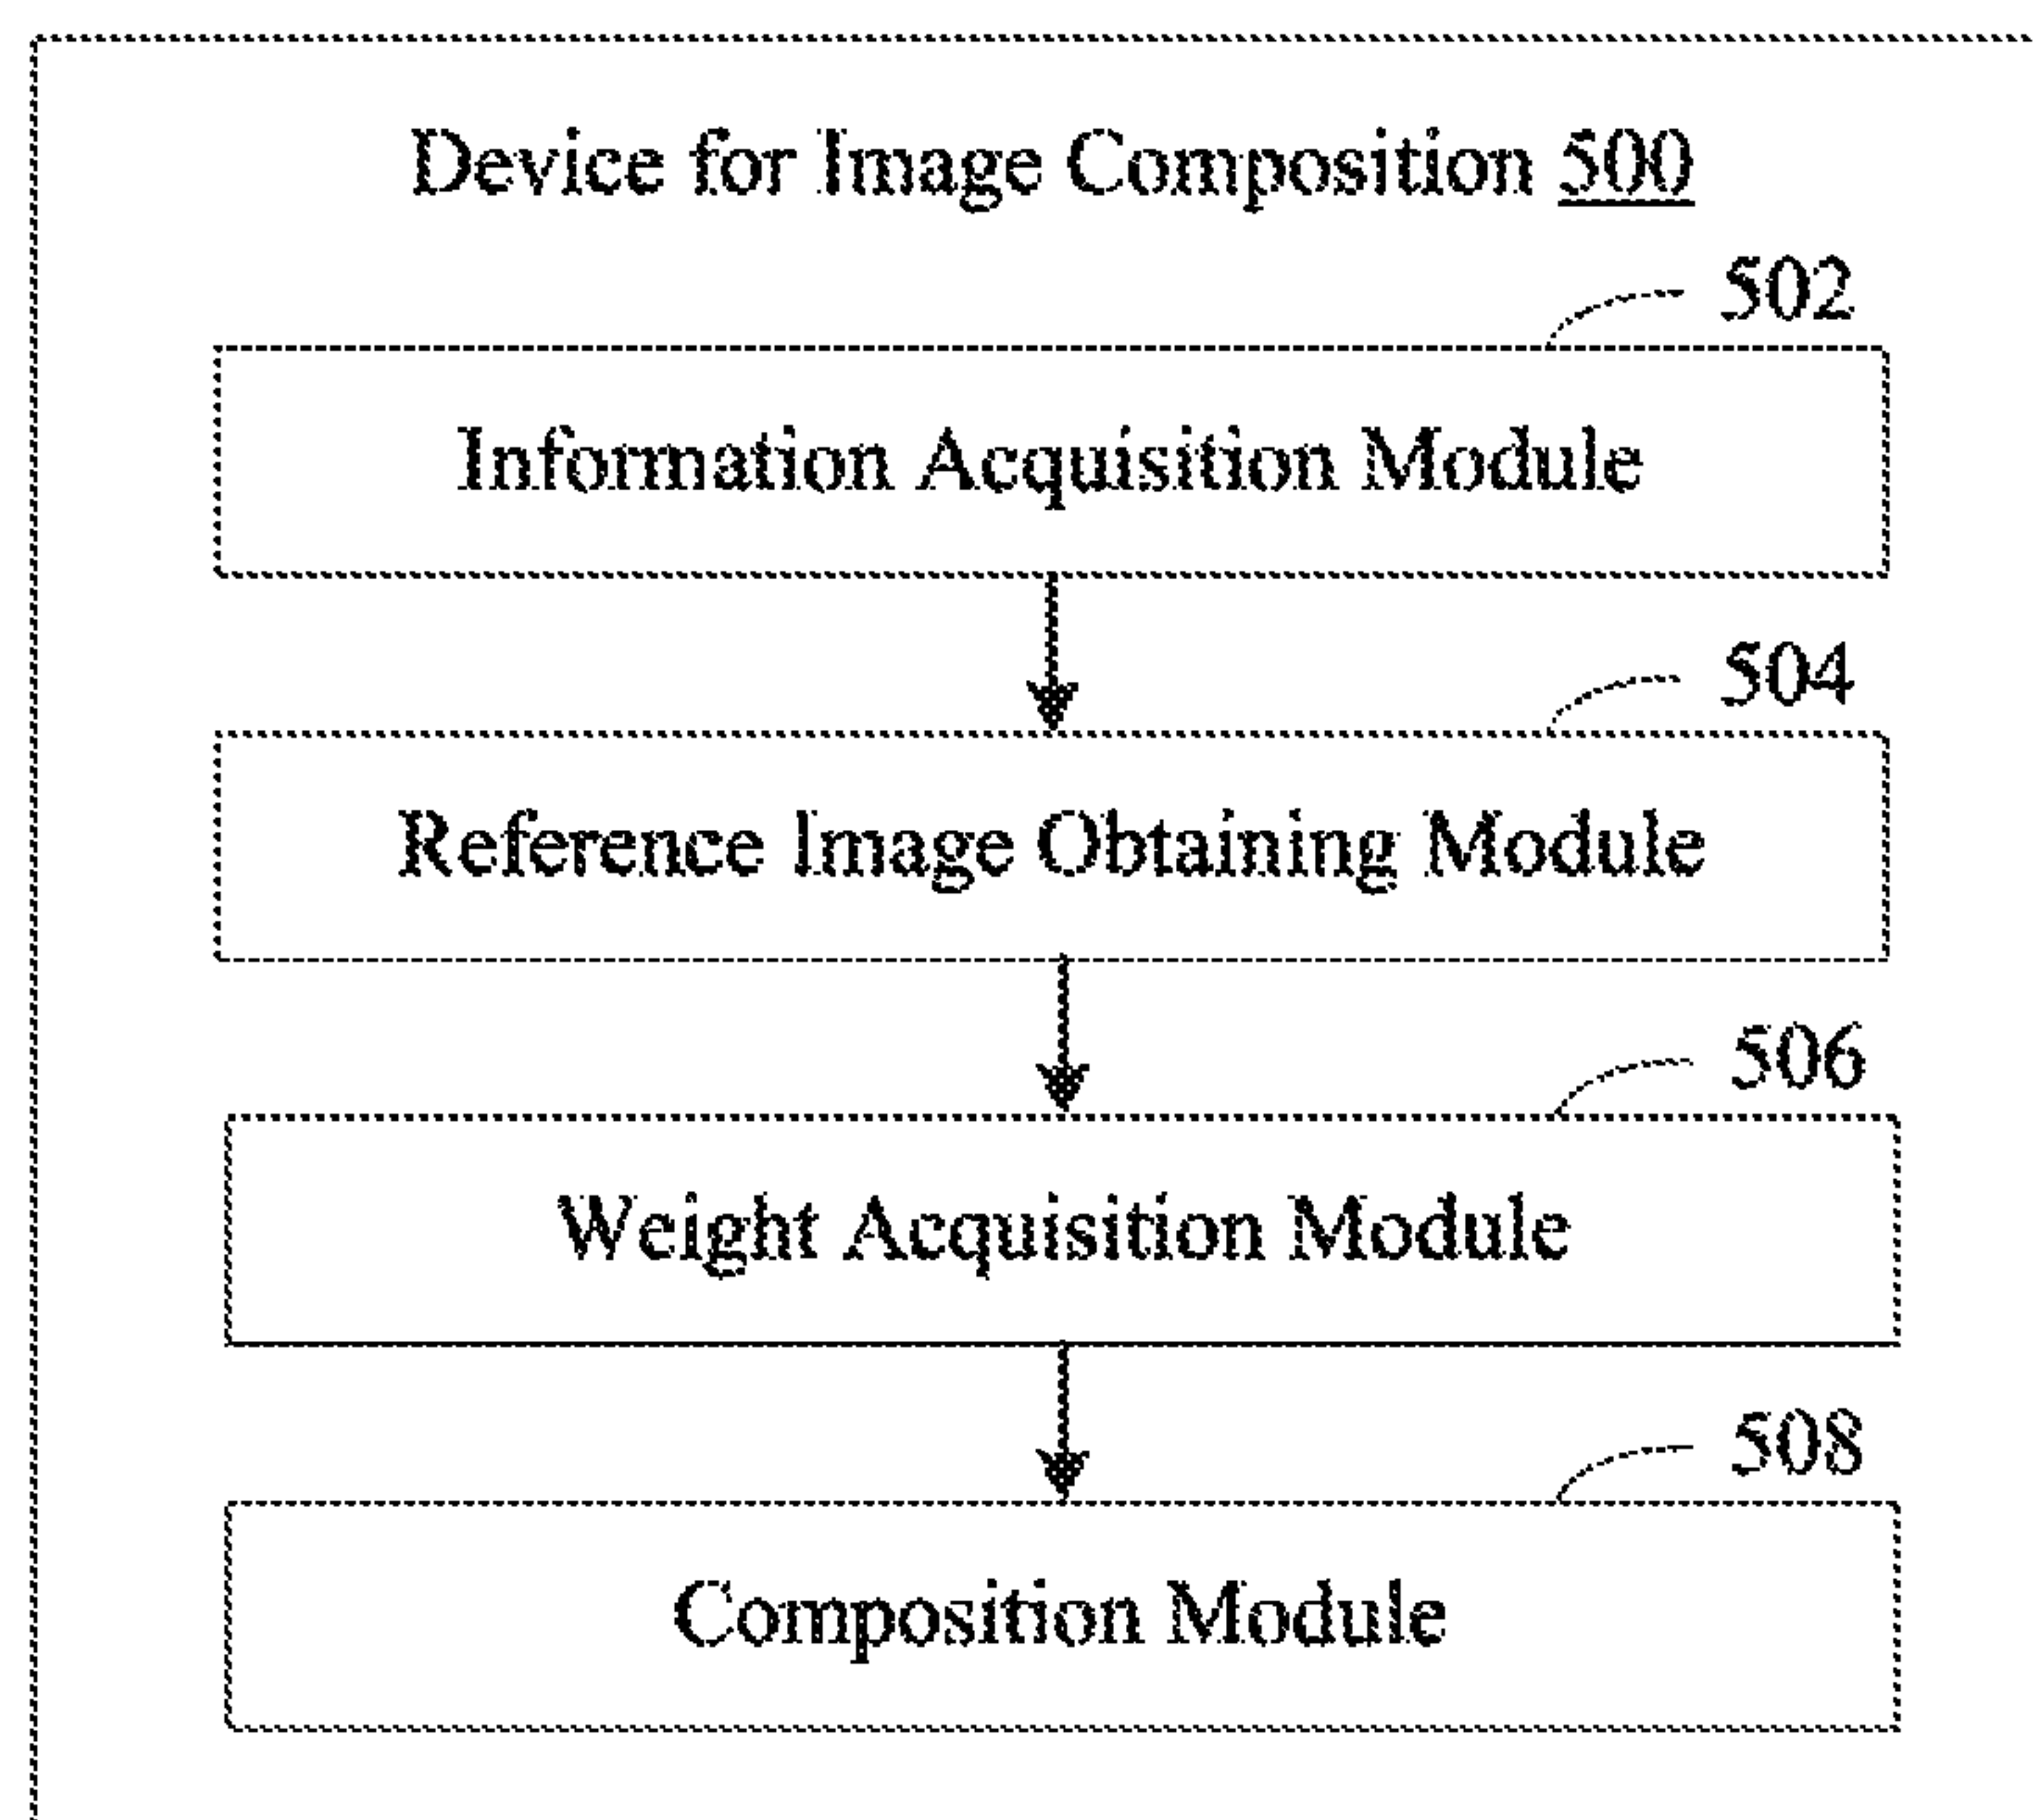 Device for Image Composition 500
502
Information Acquisition Module
504
Reference Image Obtaining Module
506
Weight Acquisition Module
508
Composition Module